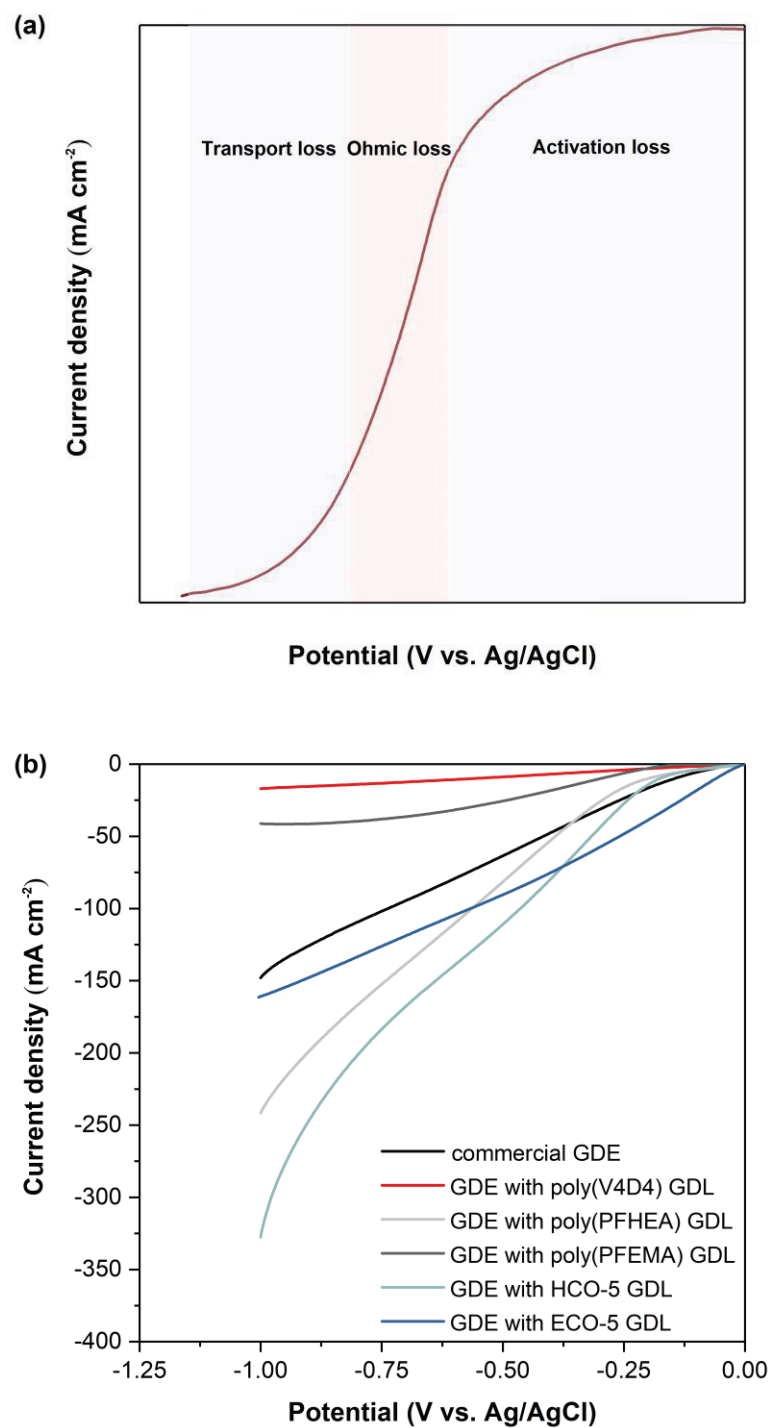 (a)
Transport loss Ohmic loss Activation loss
Current density (mA cm-2)
Potential (V vs. Ag/AgCl)
(b)
0
-50
-100
-150
-200
-250
-300
-350
-400
Current density (mA cm-2)
commercial GDE
GDE with poly(V4D4) GDL
GDE with poly(PFHEA) GDL
GDE with poly(PFEMA) GDL
GDE with HCO-5 GDL
GDE with ECO-5 GDL
-1.25 -1.00 -0.75 -0.50 -0.25 0.00
Potential (V vs. Ag/AgCl)